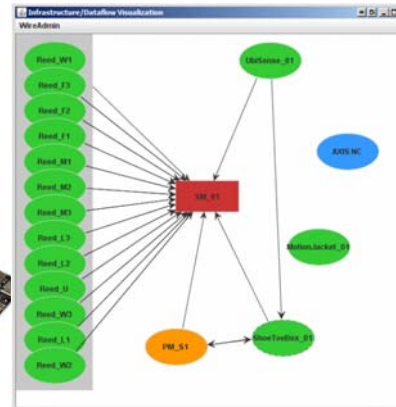 Infrastructure/Dataflow Visualization
WireAdmin
Reed_W1
Reed_F3
Reed_F2
Reed_F1
Reed_M1
Reed_M2
Reed_M3
Reed_L3
Reed_L2
Reed_U
Reed_W3
Reed_L1
Reed_W2
UbiSense_01
AXIS NC
SM_01
MotionJacket_01
PM_S1
ShoeToeBox_01